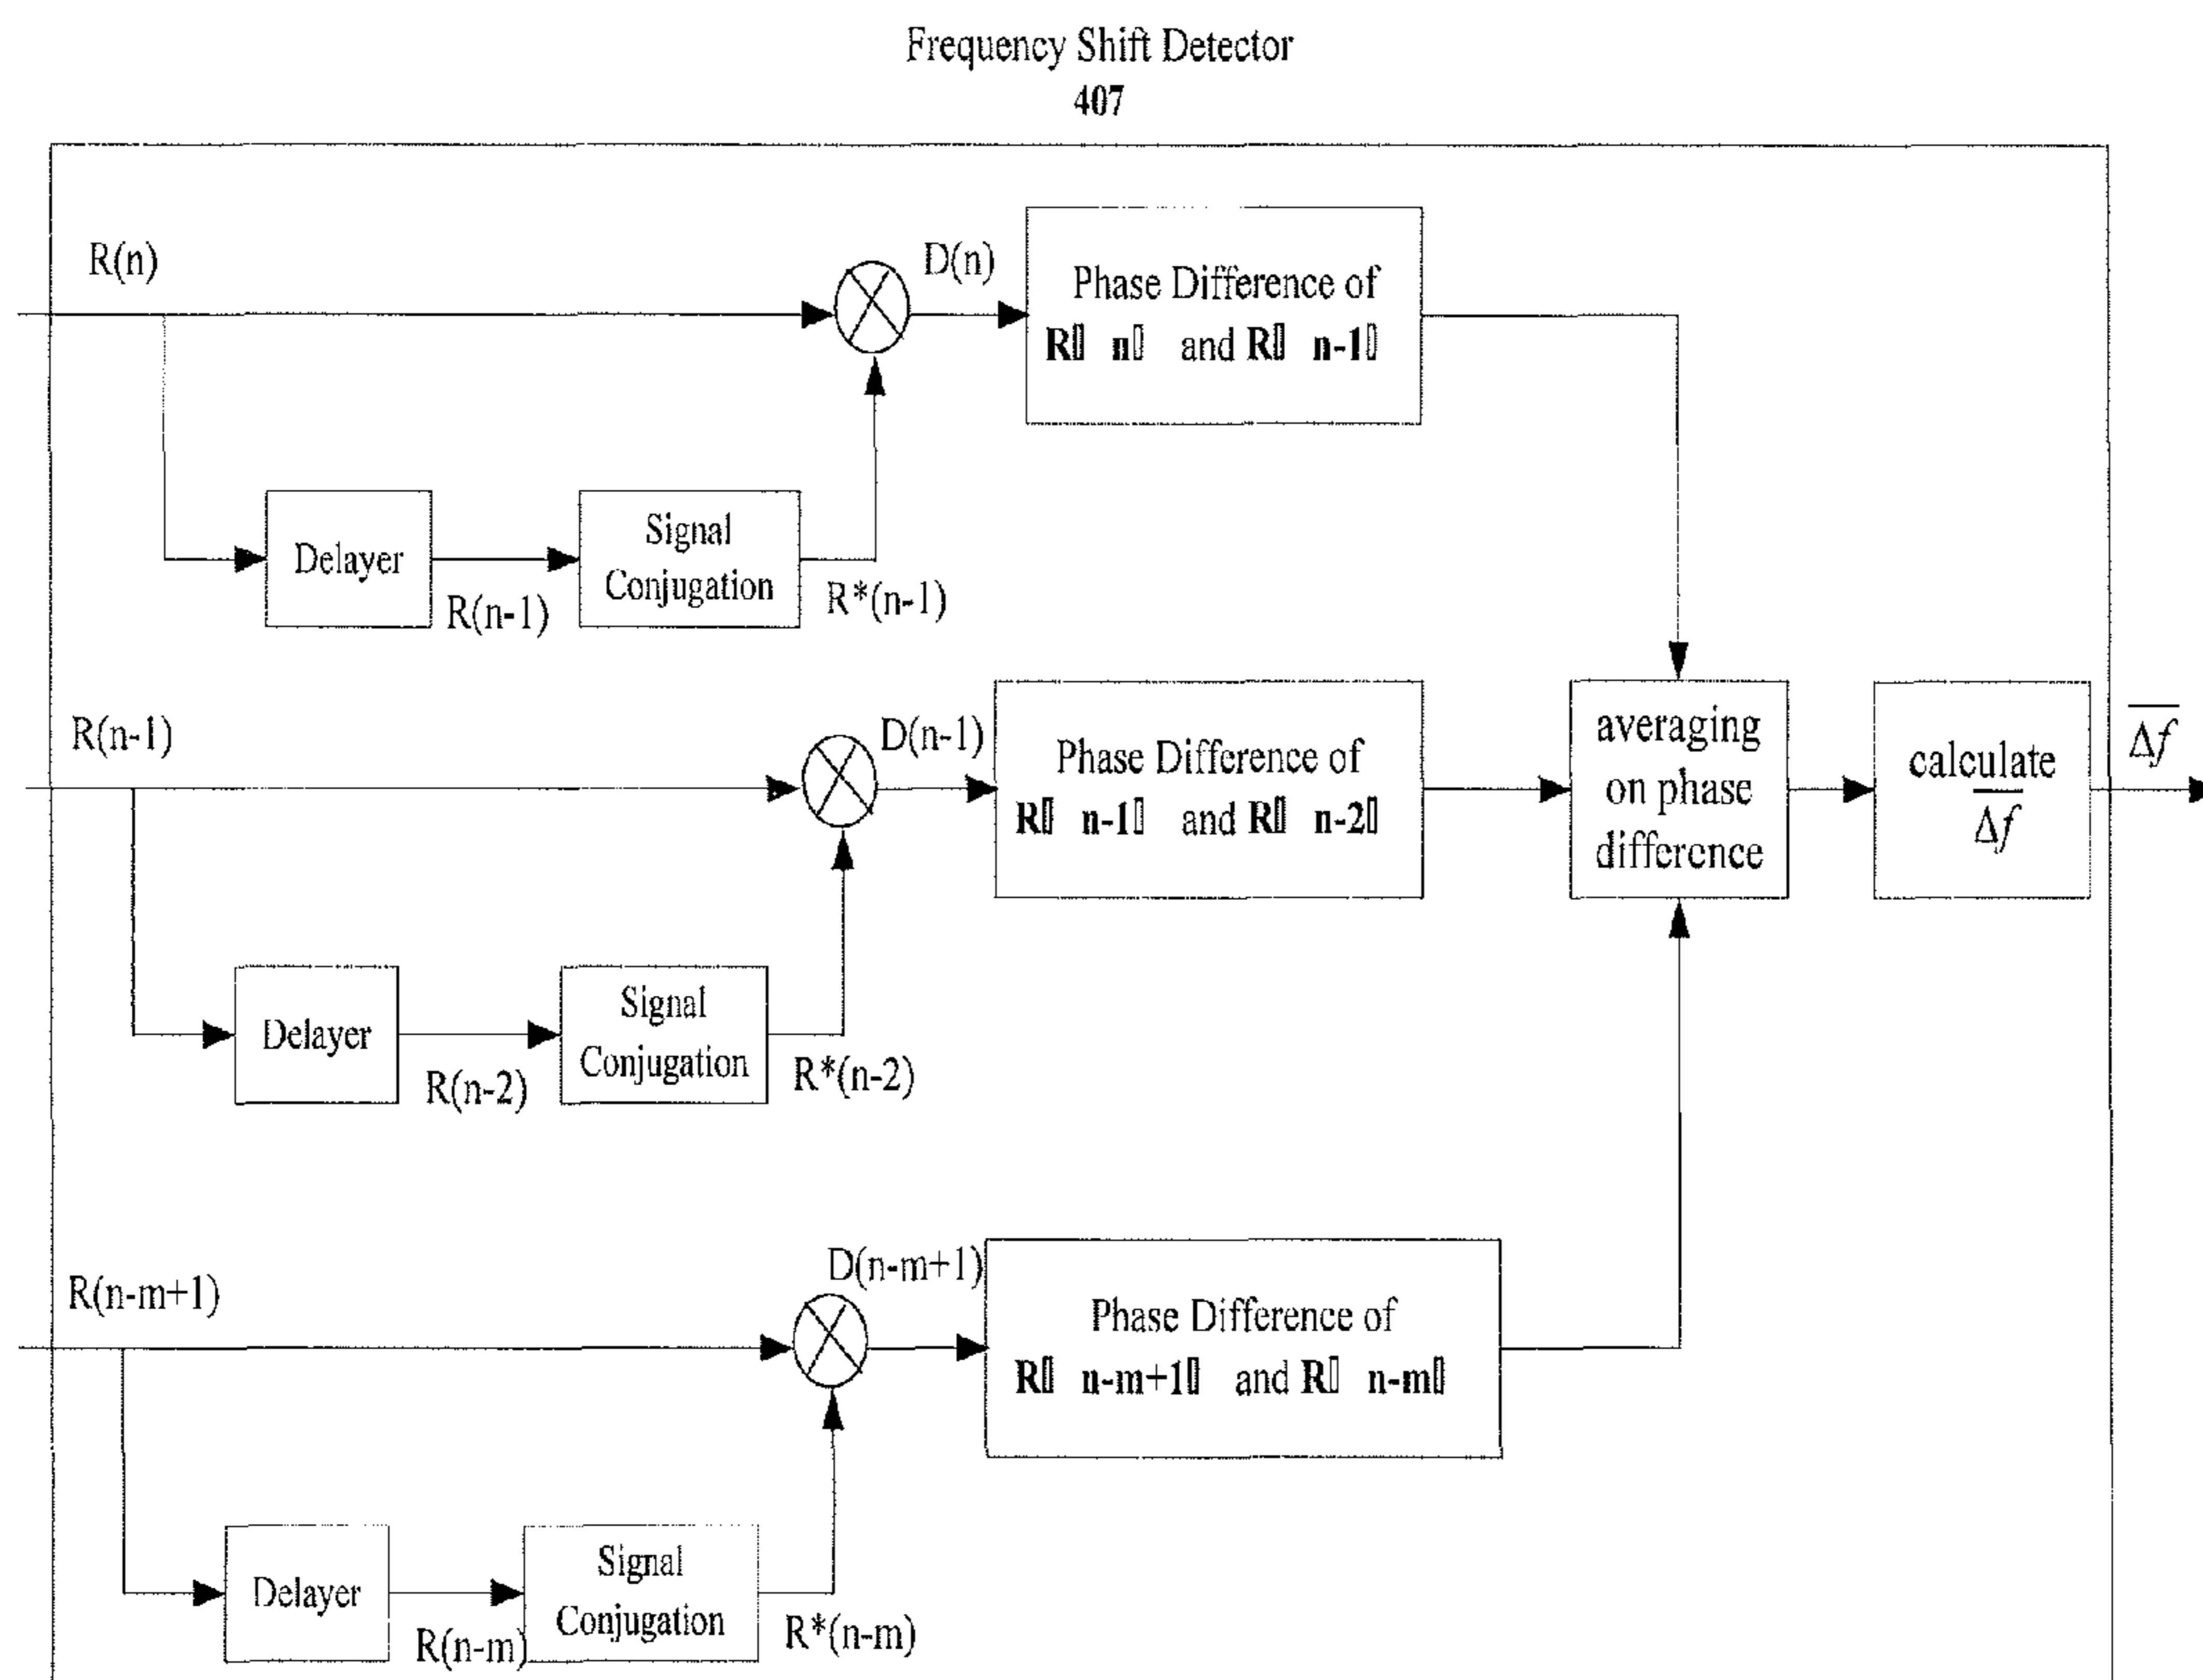 Frequency Shift Detector
407
R(n)
D(n)
Phase Difference of
R▯ n▯ and R▯ n-1▯
Delayer
R(n-1)
Signal
Conjugation
R*(n-1)
R(n-1)
D(n-1)
Phase Difference of
R▯ n-1▯ and R▯ n-2▯
averaging
on phase
difference
calculate
Δf
Δf
Delayer
R(n-2)
Signal
Conjugation
R*(n-2)
R(n-m+1)
D(n-m+1)
Phase Difference of
R▯ n-m+1▯ and R▯ n-m▯
Delayer
R(n-m)
Signal
Conjugation
R*(n-m)